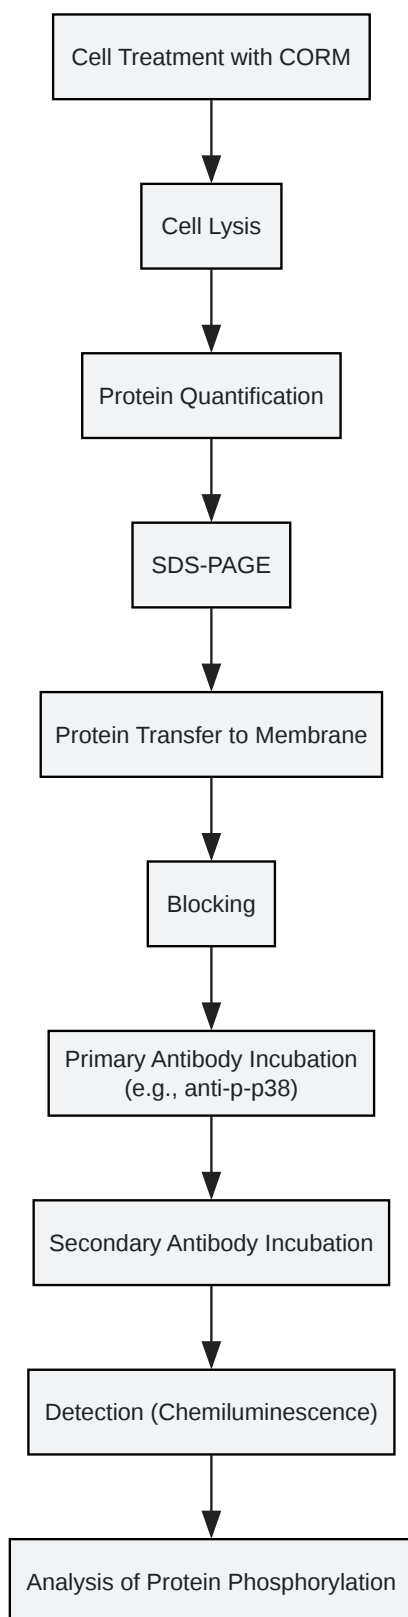 Cell Treatment with CORM
Cell Lysis
Protein Quantification
SDS-PAGE
Protein Transfer to Membrane
Blocking
Primary Antibody Incubation
(e.g., anti-p-p38)
Secondary Antibody Incubation
Detection (Chemiluminescence)
Analysis of Protein Phosphorylation